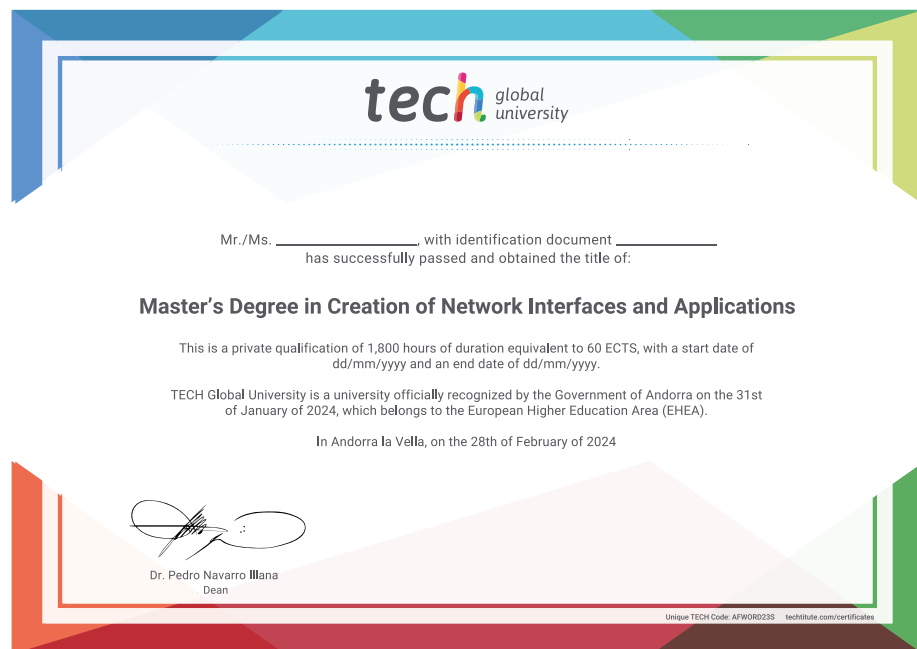 tech global university
Mr./Ms. ____________________, with identification document ______________
has successfully passed and obtained the title of:
Master's Degree in Creation of Network Interfaces and Applications
This is a private qualification of 1,800 hours of duration equivalent to 60 ECTS, with a start date of
dd/mm/yyyy and an end date of dd/mm/yyyy.
TECH Global University is a university officially recognized by the Government of Andorra on the 31st
of January of 2024, which belongs to the European Higher Education Area (EHEA).
In Andorra la Vella, on the 28th of February of 2024
Dr. Pedro Navarro Illana
Dean
Unique TECH Code: AFWORD23S techtitute.com/certificates